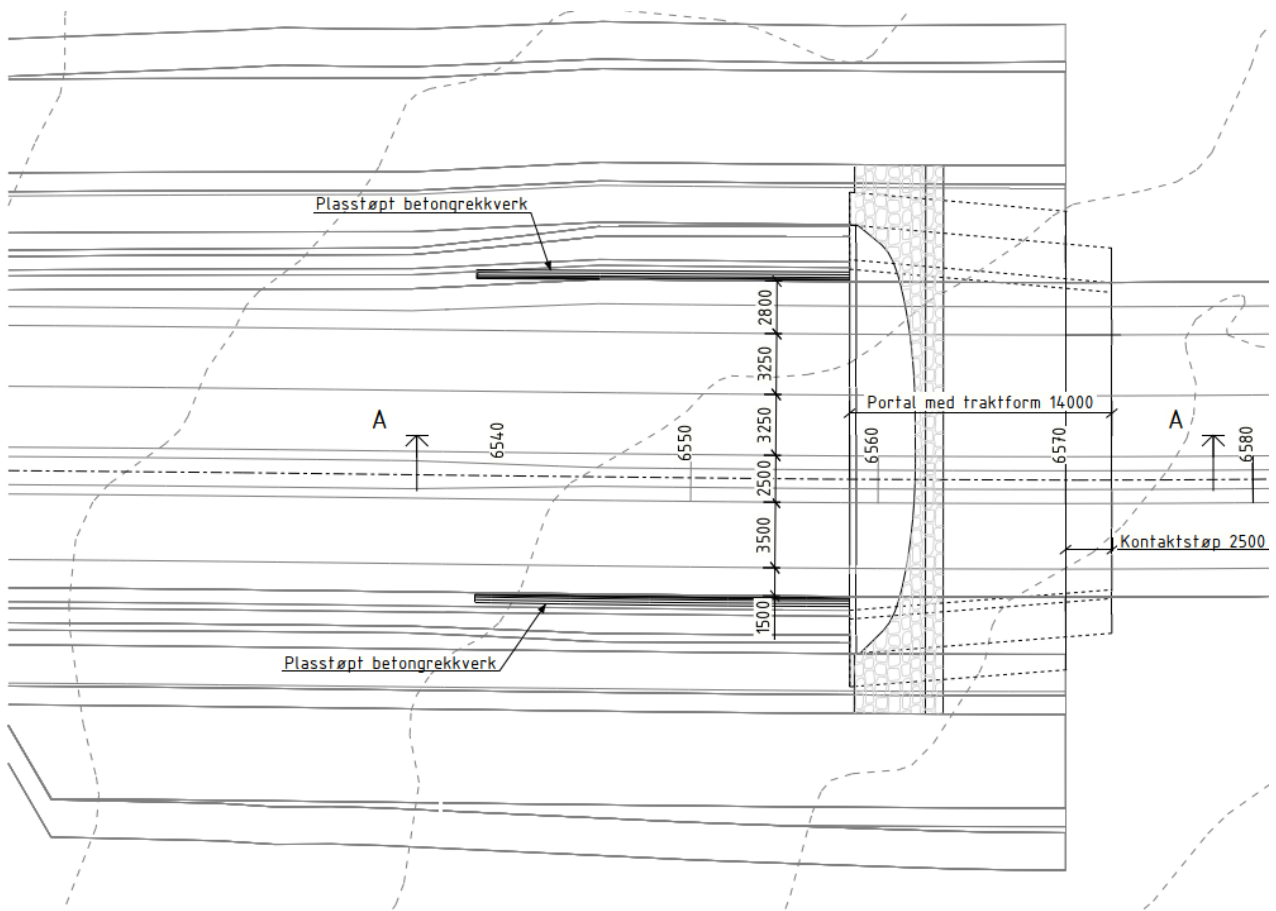 Plasstøpt betongrekkverk
2800
3250
Portal med traktform 14000
A
6540
6550
3250
6560
6570
A
6580
2500
3500
Kontaktstøp 2500
1500
Plasstøpt betongrekkverk